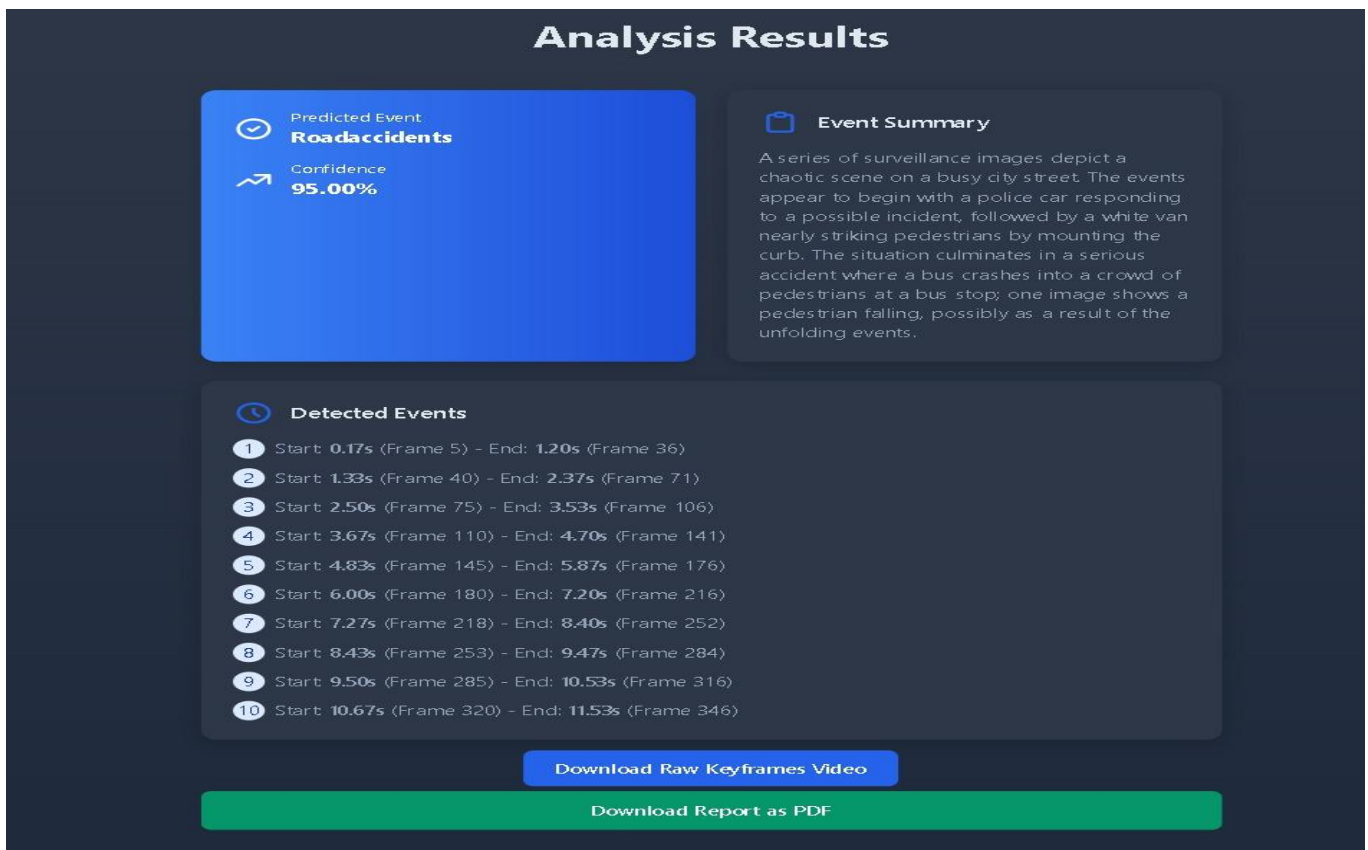 Analysis Results
Predicted Event
Roadaccidents
Confidence
95.00%
Event Summary
A series of surveillance images depict a
chaotic scene on a busy city street. The events
appear to begin with a police car responding
to a possible incident, followed by a white van
nearly striking pedestrians by mounting the
curb. The situation culminates in a serious
accident where a bus crashes into a crowd of
pedestrians at a bus stop; one image shows a
pedestrian falling, possibly as a result of the
unfolding events.
Detected Events
1 Start: 0.17s (Frame 5) - End: 1.20s (Frame 36)
2 Start: 1.33s (Frame 40) - End: 2.37s (Frame 71)
3 Start: 2.50s (Frame 75) - End: 3.53s (Frame 106)
4 Start: 3.67s (Frame 110) - End: 4.70s (Frame 141)
5 Start: 4.83s (Frame 145) - End: 5.87s (Frame 176)
6 Start: 6.00s (Frame 180) - End: 7.20s (Frame 216)
7 Start: 7.27s (Frame 218) - End: 8.40s (Frame 252)
8 Start: 8.43s (Frame 253) - End: 9.47s (Frame 284)
9 Start: 9.50s (Frame 285) - End: 10.53s (Frame 316)
10 Start: 10.67s (Frame 320) - End: 11.53s (Frame 346)
Download Raw Keyframes Video
Download Report as PDF